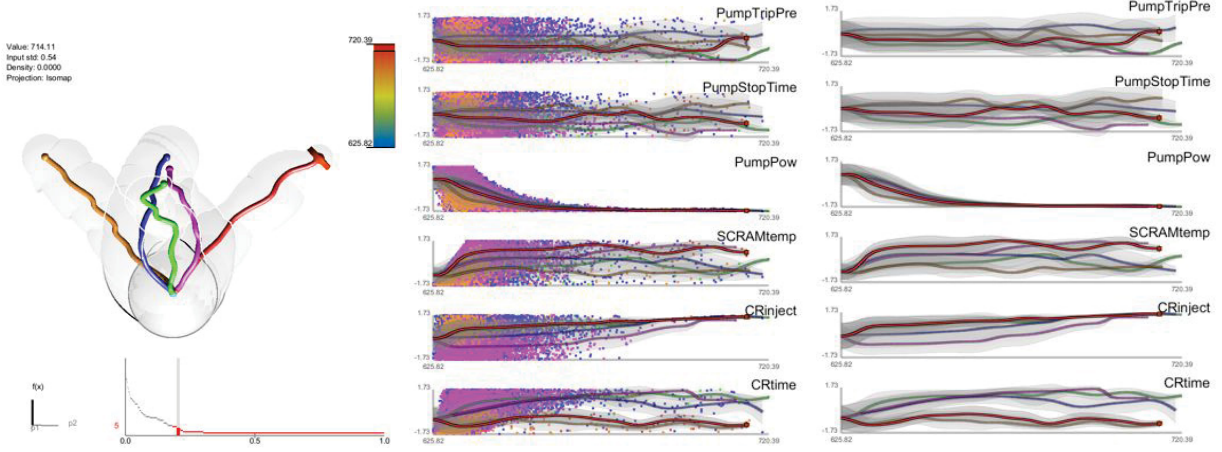 Value: 714.11
Input std: 0.54
Density: 0.0000
Projection: Isomap
720.39
625.82
f(x)
p1
p2
5
0.0
0.5
1.0
PumpTripPre
1.73
-1.73
625.82
720.39
PumpStopTime
1.73
-1.73
625.82
720.39
PumpPow
1.73
-1.73
625.82
720.39
SCRAMtemp
1.73
-1.73
625.82
720.39
CRinject
1.73
-1.73
625.82
720.39
CRtime
1.73
-1.73
625.82
720.39
PumpTripPre
1.73
-1.73
625.82
720.39
PumpStopTime
1.73
-1.73
625.82
720.39
PumpPow
1.73
-1.73
625.82
720.39
SCRAMtemp
1.73
-1.73
625.82
720.39
CRinject
1.73
-1.73
625.82
720.39
CRtime
1.73
-1.73
625.82
720.39